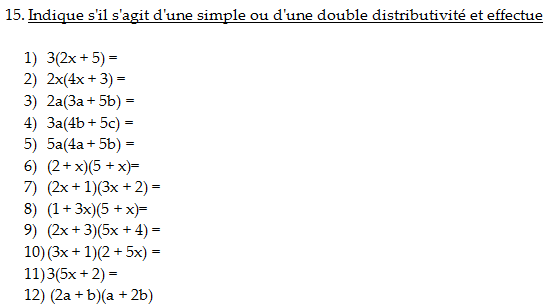 15. Indique s'il s'agit d'une simple ou d'une double distributivité et effectue
1) 3(2x + 5) =
2) 2x(4x + 3) =
3) 2a(3a + 5b) =
4) 3a(4b + 5c) =
5) 5a(4a + 5b) =
6) (2 + x)(5 + x)=
7) (2x + 1)(3x + 2) =
8) (1 + 3x)(5 + x)=
9) (2x + 3)(5x + 4) =
10) (3x + 1)(2 + 5x) =
11) 3(5x + 2) =
12) (2a + b)(a + 2b)